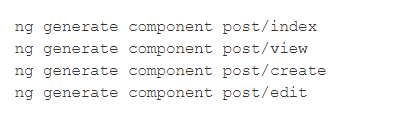 ng generate component post/index
ng generate component post/view
ng generate component post/create
ng generate component post/edit